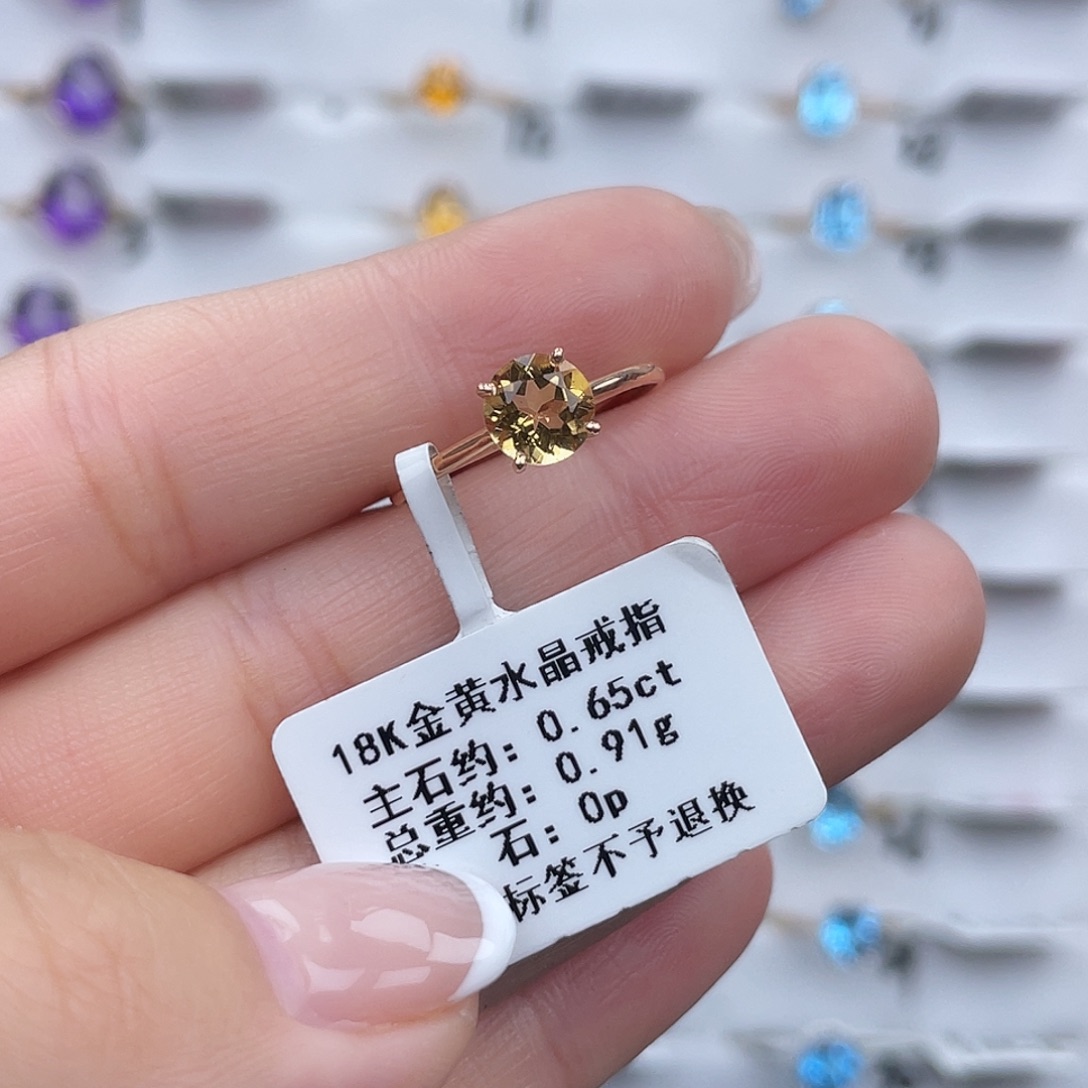 18K金黄水晶戒指
主石约: 0.65ct
总重约: 0.91g
石: 0p
标签不予退换